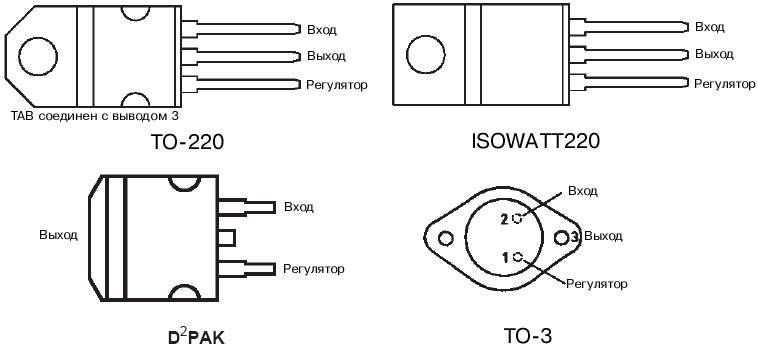 Вход
Выход
Регулятор
TAB соединен с выводом 3
TO-220
Вход
Выход
Регулятор
ISOWATT220
Выход
Вход
Регулятор
D²PAK
Вход
2
3 Выход
1
Регулятор
TO-3